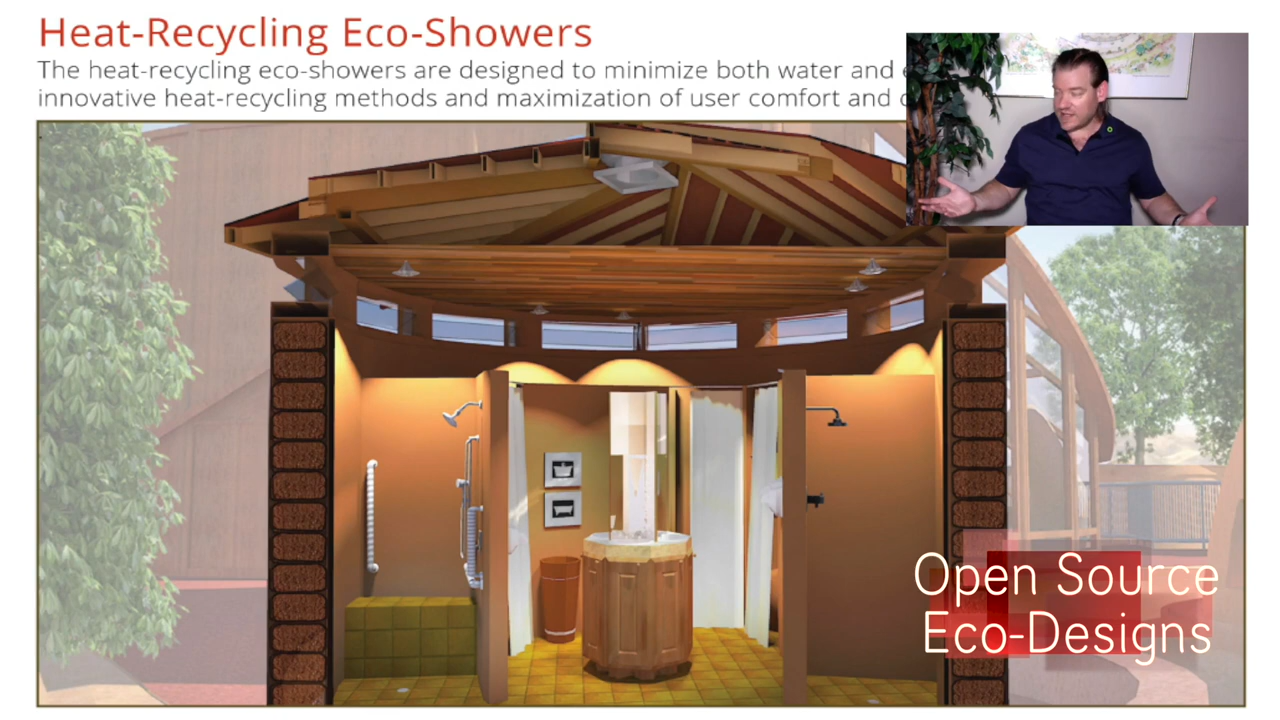 Heat-Recycling Eco-Showers
The heat-recycling eco-showers are designed to minimize both water and
innovative heat-recycling methods and maximization of user comfort and
Open Source
Eco-Designs